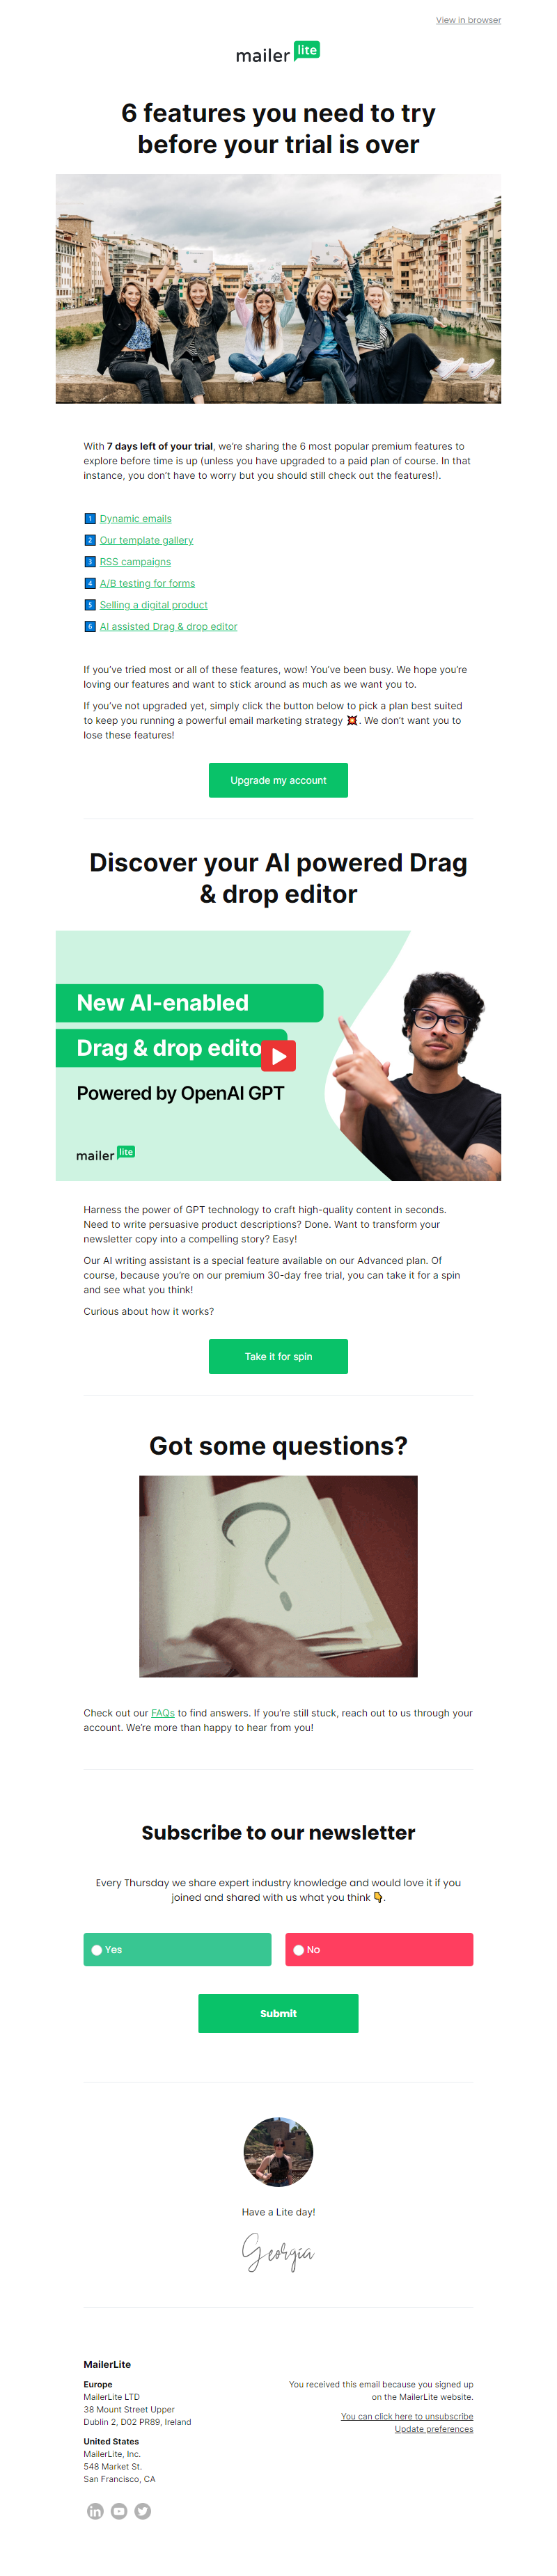 View in browser
mailer lite
6 features you need to try
before your trial is over
With 7 days left of your trial, we're sharing the 6 most popular premium features to
explore before time is up (unless you have upgraded to a paid plan of course. In that
instance, you don't have to worry but you should still check out the features!).
1 Dynamic emails
2 Our template gallery
3 RSS campaigns
4 A/B testing for forms
5 Selling a digital product
6 AI assisted Drag & drop editor
If you've tried most or all of these features, wow! You've been busy. We hope you're
loving our features and want to stick around as much as we want you to.
If you've not upgraded yet, simply click the button below to pick a plan best suited
to keep you running a powerful email marketing strategy 💥. We don't want you to
lose these features!
Upgrade my account
Discover your AI powered Drag
& drop editor
New AI-enabled
Drag & drop edito
Powered by OpenAI GPT
mailer lite
Harness the power of GPT technology to craft high-quality content in seconds.
Need to write persuasive product descriptions? Done. Want to transform your
newsletter copy into a compelling story? Easy!
Our AI writing assistant is a special feature available on our Advanced plan. Of
course, because you're on our premium 30-day free trial, you can take it for a spin
and see what you think!
Curious about how it works?
Take it for spin
Got some questions?
?
Check out our FAQs to find answers. If you're still stuck, reach out to us through your
account. We're more than happy to hear from you!
Subscribe to our newsletter
Every Thursday we share expert industry knowledge and would love it if you
joined and shared with us what you think 👇.
Yes
No
Submit
Have a Lite day!
Georgia
MailerLite
Europe
MailerLite LTD
38 Mount Street Upper
Dublin 2, D02 PR89, Ireland
United States
MailerLite, Inc.
548 Market St.
San Francisco, CA
You received this email because you signed up
on the MailerLite website.
You can click here to unsubscribe
Update preferences
in